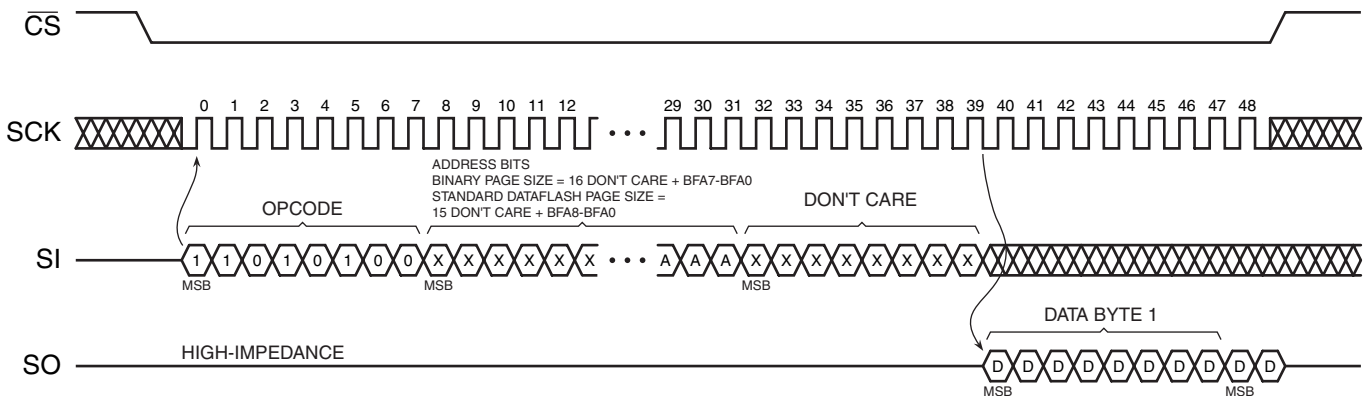 CS
SCK
0 1 2 3 4 5 6 7 8 9 10 11 12 29 30 31 32 33 34 35 36 37 38 39 40 41 42 43 44 45 46 47 48
ADDRESS BITS
BINARY PAGE SIZE = 16 DON'T CARE + BFA7-BFA0
STANDARD DATAFLASH PAGE SIZE =
15 DON'T CARE + BFA8-BFA0
OPCODE
DON'T CARE
SI
1 1 0 1 0 1 0 0 X X X X X X A A A X X X X X X X X
MSB MSB MSB
DATA BYTE 1
SO
HIGH-IMPEDANCE
D D D D D D D D D D
MSB MSB